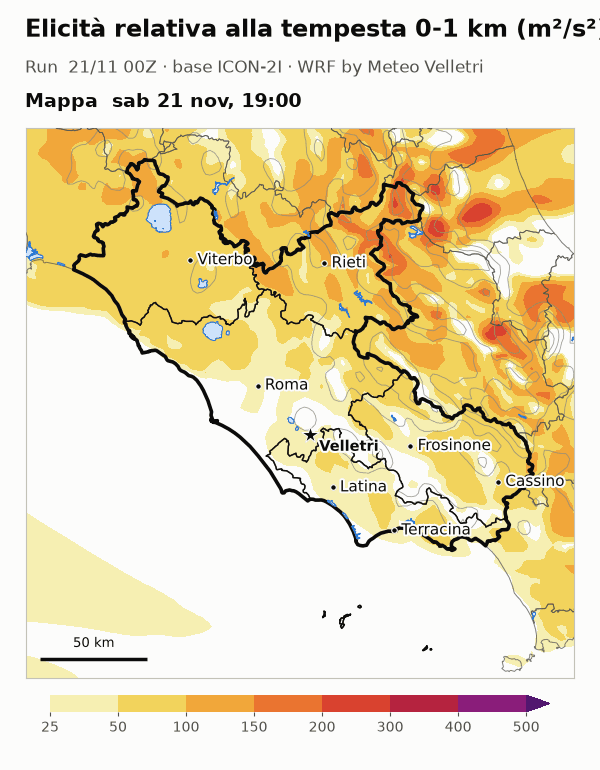 Elicità relativa alla tempesta 0-1 km (m²/s²)
Run  21/11 00Z · base ICON-2I · WRF by Meteo Velletri
Mappa  sab 21 nov, 19:00
Viterbo
Rieti
Roma
Velletri
Frosinone
Cassino
Latina
Terracina
50 km
25 50 100 150 200 300 400 500